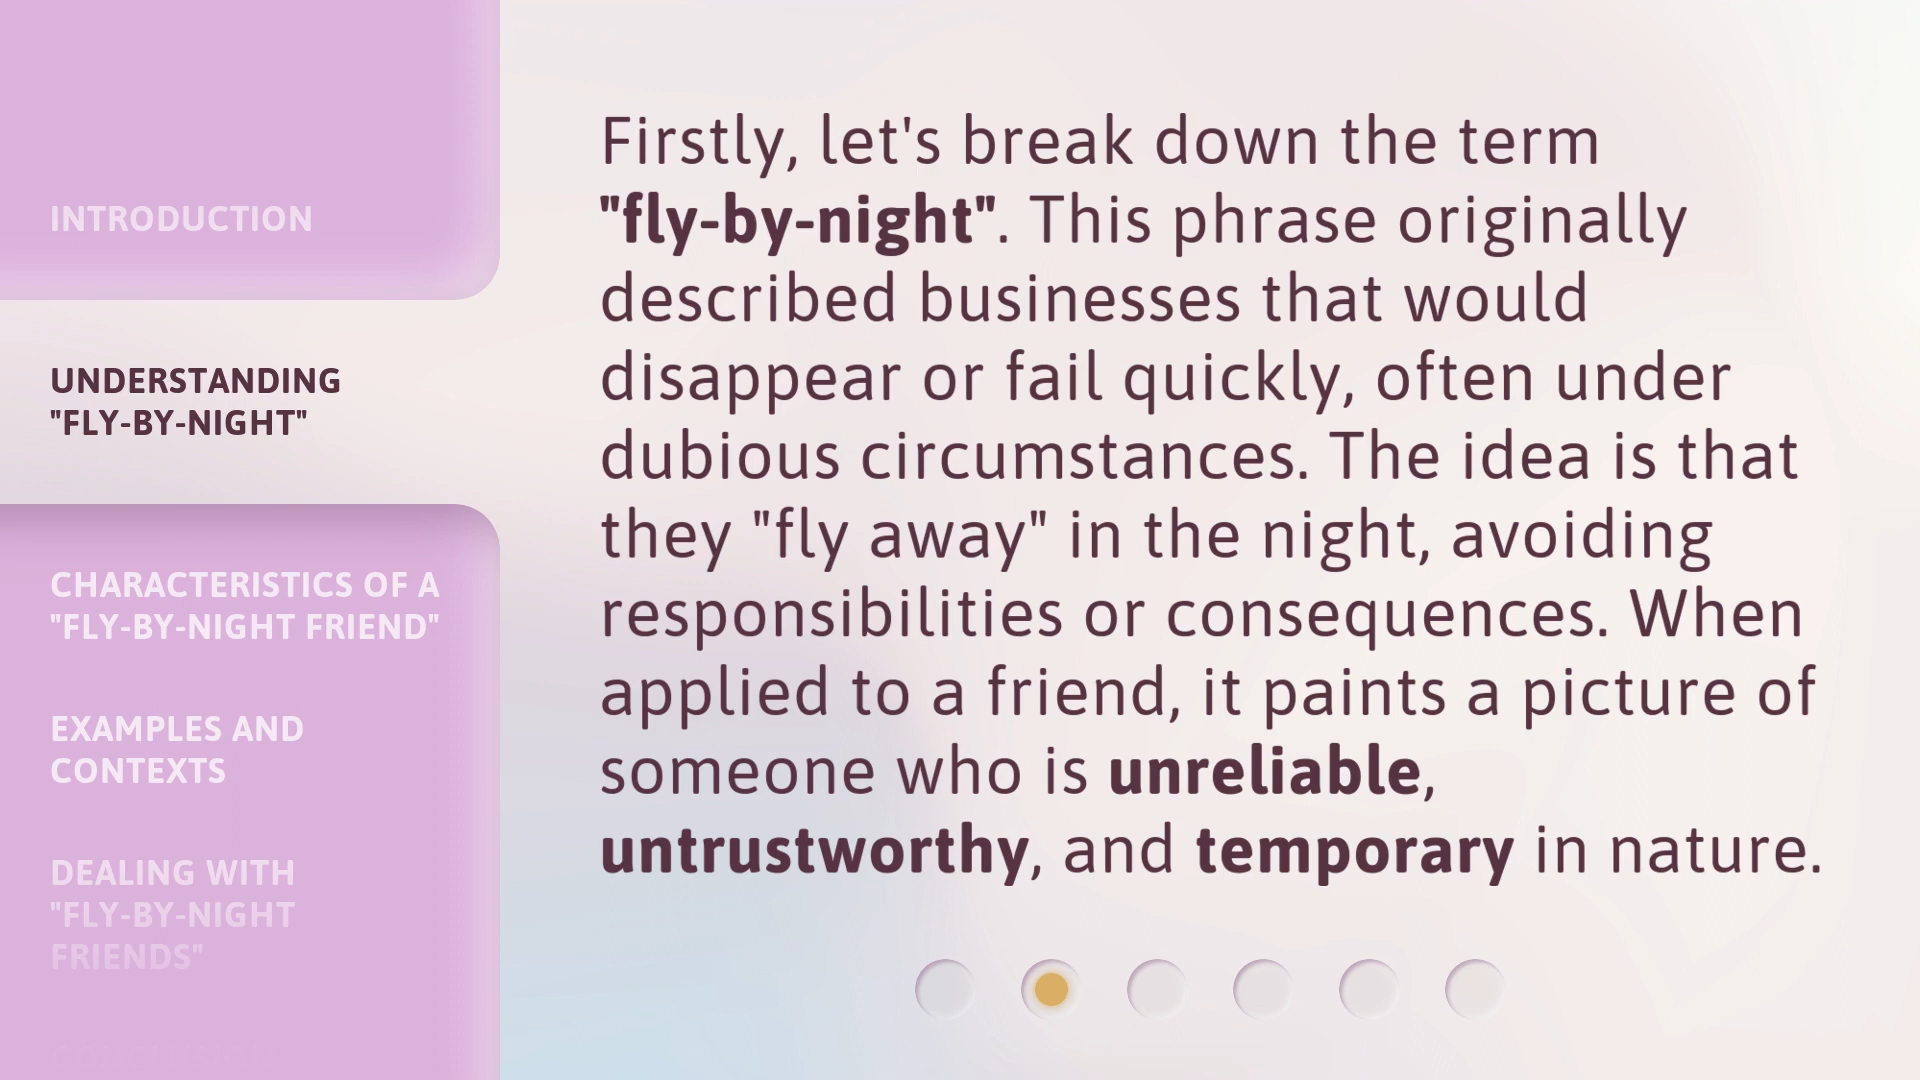 INTRODUCTION
UNDERSTANDING
"FLY-BY-NIGHT"
CHARACTERISTICS OF A
"FLY-BY-NIGHT FRIEND"
EXAMPLES AND
CONTEXTS
DEALING WITH
"FLY-BY-NIGHT
FRIENDS"
CONCLUSION
Firstly, let's break down the term
"fly-by-night". This phrase originally
described businesses that would
disappear or fail quickly, often under
dubious circumstances. The idea is that
they "fly away" in the night, avoiding
responsibilities or consequences. When
applied to a friend, it paints a picture of
someone who is unreliable,
untrustworthy, and temporary in nature.